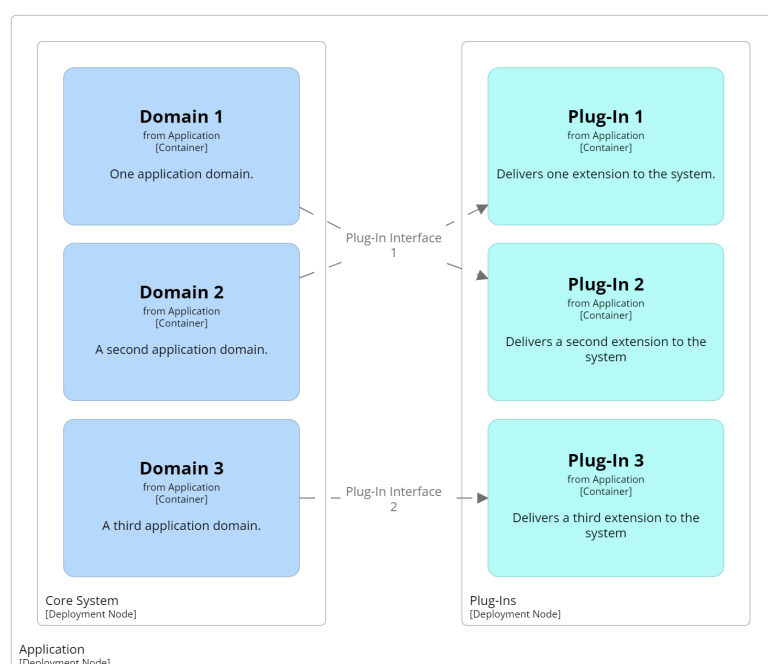 Domain 1
from Application
[Container]
One application domain.
Plug-In 1
from Application
[Container]
Delivers one extension to the system.
Plug-In Interface
1
Domain 2
from Application
[Container]
A second application domain.
Plug-In 2
from Application
[Container]
Delivers a second extension to the
system
Domain 3
from Application
[Container]
A third application domain.
Plug-In Interface
2
Plug-In 3
from Application
[Container]
Delivers a third extension to the
system
Core System
[Deployment Node]
Plug-Ins
[Deployment Node]
Application
[Deployment Node]